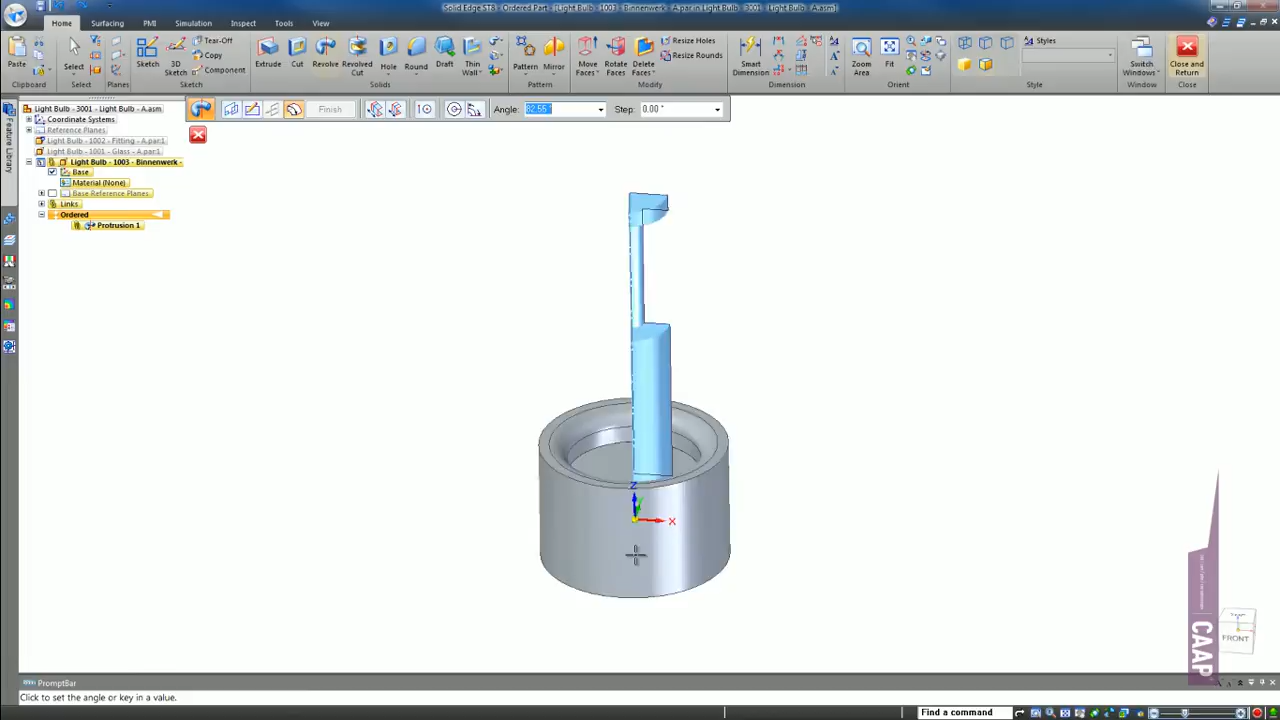 Solid Edge ST8 - Ordered Part - [Light Bulb - 1003 - Binnenwerk - A.par in Light Bulb - 3001 - Light Bulb - A.asm]
Home Surfacing PMI Simulation Inspect Tools View
Paste
Select
Sketch
3D Sketch
Tear-Off
Copy
Component
Extrude
Cut
Revolve
Revolved Cut
Hole
Round
Draft
Thin Wall
Pattern
Mirror
Move Faces
Rotate Faces
Delete Faces
Resize Holes
Resize Rounds
Smart Dimension
Zoom Area
Fit
Styles
Switch Windows
Close and Return
Clipboard Select Planes Solids Pattern Modify Dimension Orient Style Window Close
Finish Angle: 82.55 ° Step: 0.00 °
Feature Library
Light Bulb - 3001 - Light Bulb - A.asm
Coordinate Systems
Reference Planes
Light Bulb - 1002 - Fitting - A.par:1
Light Bulb - 1001 - Glass - A.par:1
Light Bulb - 1003 - Binnenwerk -
Base
Material (None)
Base Reference Planes
Links
Ordered
Protrusion 1
Z
X
FRONT
CAAP
PromptBar
Click to set the angle or key in a value.
Find a command